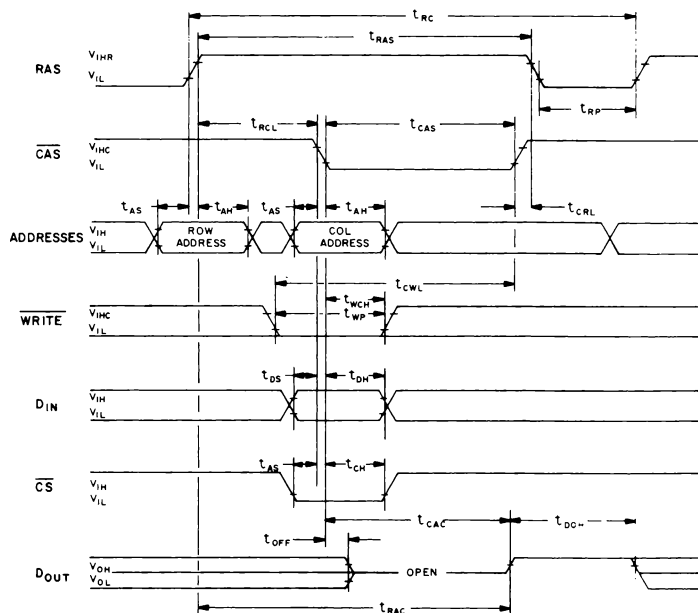 tRC
tRAS
RAS
VIHR
VIL
tRP
tRCL
tCAS
CAS
VIHC
VIL
tAS
tAH
tAS
tAH
tCRL
ADDRESSES
VIH
VIL
ROW ADDRESS
COL ADDRESS
tCWL
tWCH
tWP
WRITE
VIHC
VIL
tDS
tDH
DIN
VIH
VIL
tAS
tCH
CS
VIH
VIL
tCAC
tDOH
tOFF
DOUT
VOH
VOL
OPEN
tRAC